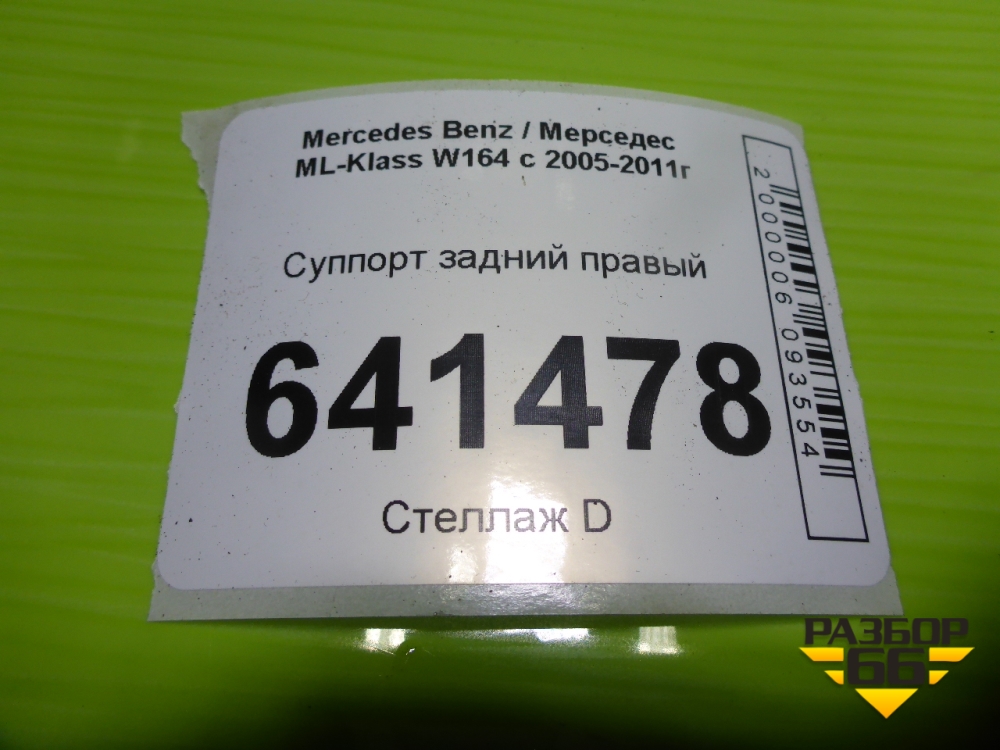 Mercedes Benz / Мерседес
ML-Klass W164 с 2005-2011г
Суппорт задний правый
641478
Стеллаж D
2000006093554
РАЗБОР
66